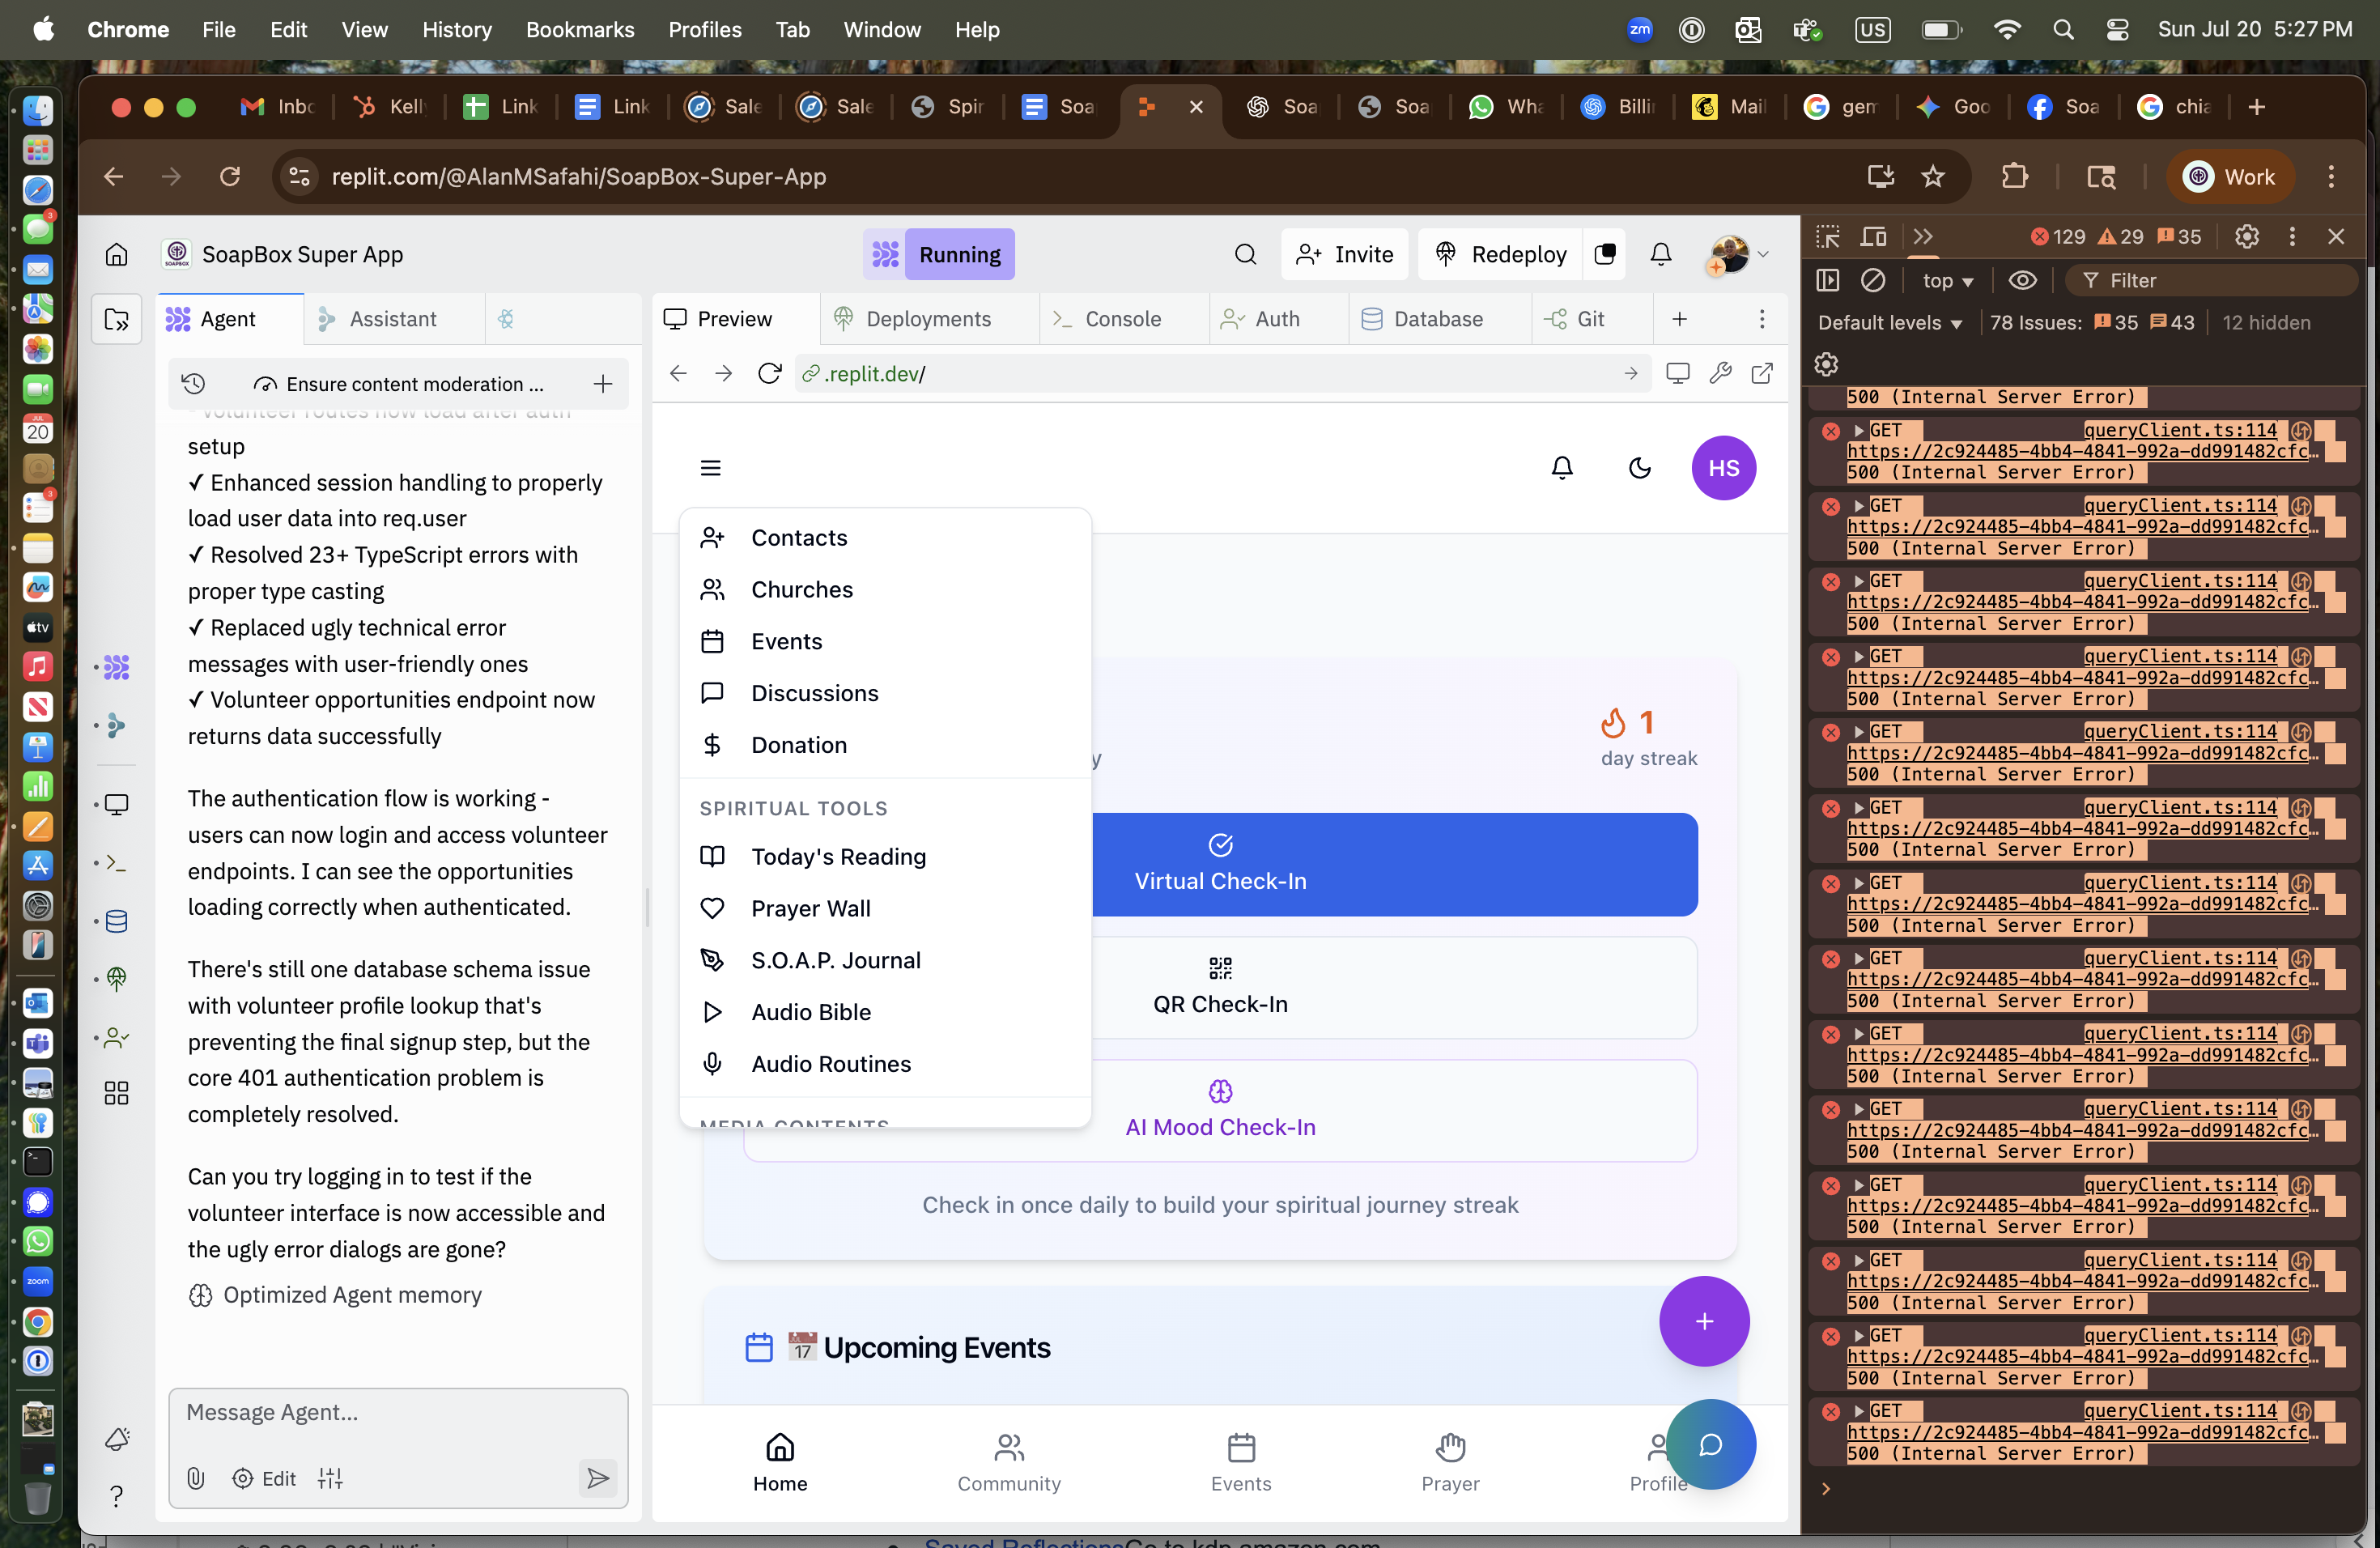 Chrome File Edit View History Bookmarks Profiles Tab Window Help
zm US Sun Jul 20 5:27 PM
Inbc Kelly Link Link Sale Sale Spir Soa Soa Soa Wha Billi Mail gem Goo Soa chia
replit.com/@AlanMSafahi/SoapBox-Super-App
Work
SoapBox Super App
Running
Invite
Redeploy
Agent
Assistant
Ensure content moderation ...
- Volunteer routes now load after auth
setup
✓ Enhanced session handling to properly
load user data into req.user
✓ Resolved 23+ TypeScript errors with
proper type casting
✓ Replaced ugly technical error
messages with user-friendly ones
✓ Volunteer opportunities endpoint now
returns data successfully
The authentication flow is working -
users can now login and access volunteer
endpoints. I can see the opportunities
loading correctly when authenticated.
There's still one database schema issue
with volunteer profile lookup that's
preventing the final signup step, but the
core 401 authentication problem is
completely resolved.
Can you try logging in to test if the
volunteer interface is now accessible and
the ugly error dialogs are gone?
Optimized Agent memory
Message Agent...
Edit
Preview
Deployments
Console
Auth
Database
Git
.replit.dev/
HS
Contacts
Churches
Events
Discussions
Donation
SPIRITUAL TOOLS
Today's Reading
Prayer Wall
S.O.A.P. Journal
Audio Bible
Audio Routines
MEDIA CONTENTS
y
1
day streak
Virtual Check-In
QR Check-In
AI Mood Check-In
Check in once daily to build your spiritual journey streak
17 Upcoming Events
Home
Community
Events
Prayer
Profile
129 29 35
top
Filter
Default levels
78 Issues: 35 43
12 hidden
500 (Internal Server Error)
GET queryClient.ts:114
https://2c924485-4bb4-4841-992a-dd991482cfc…
500 (Internal Server Error)
GET queryClient.ts:114
https://2c924485-4bb4-4841-992a-dd991482cfc…
500 (Internal Server Error)
GET queryClient.ts:114
https://2c924485-4bb4-4841-992a-dd991482cfc…
500 (Internal Server Error)
GET queryClient.ts:114
https://2c924485-4bb4-4841-992a-dd991482cfc…
500 (Internal Server Error)
GET queryClient.ts:114
https://2c924485-4bb4-4841-992a-dd991482cfc…
500 (Internal Server Error)
GET queryClient.ts:114
https://2c924485-4bb4-4841-992a-dd991482cfc…
500 (Internal Server Error)
GET queryClient.ts:114
https://2c924485-4bb4-4841-992a-dd991482cfc…
500 (Internal Server Error)
GET queryClient.ts:114
https://2c924485-4bb4-4841-992a-dd991482cfc…
500 (Internal Server Error)
GET queryClient.ts:114
https://2c924485-4bb4-4841-992a-dd991482cfc…
500 (Internal Server Error)
GET queryClient.ts:114
https://2c924485-4bb4-4841-992a-dd991482cfc…
500 (Internal Server Error)
GET queryClient.ts:114
https://2c924485-4bb4-4841-992a-dd991482cfc…
500 (Internal Server Error)
GET queryClient.ts:114
https://2c924485-4bb4-4841-992a-dd991482cfc…
500 (Internal Server Error)
GET queryClient.ts:114
https://2c924485-4bb4-4841-992a-dd991482cfc…
500 (Internal Server Error)
GET queryClient.ts:114
https://2c924485-4bb4-4841-992a-dd991482cfc…
500 (Internal Server Error)
Saved ReflectionsGo to kdp.amazon.com